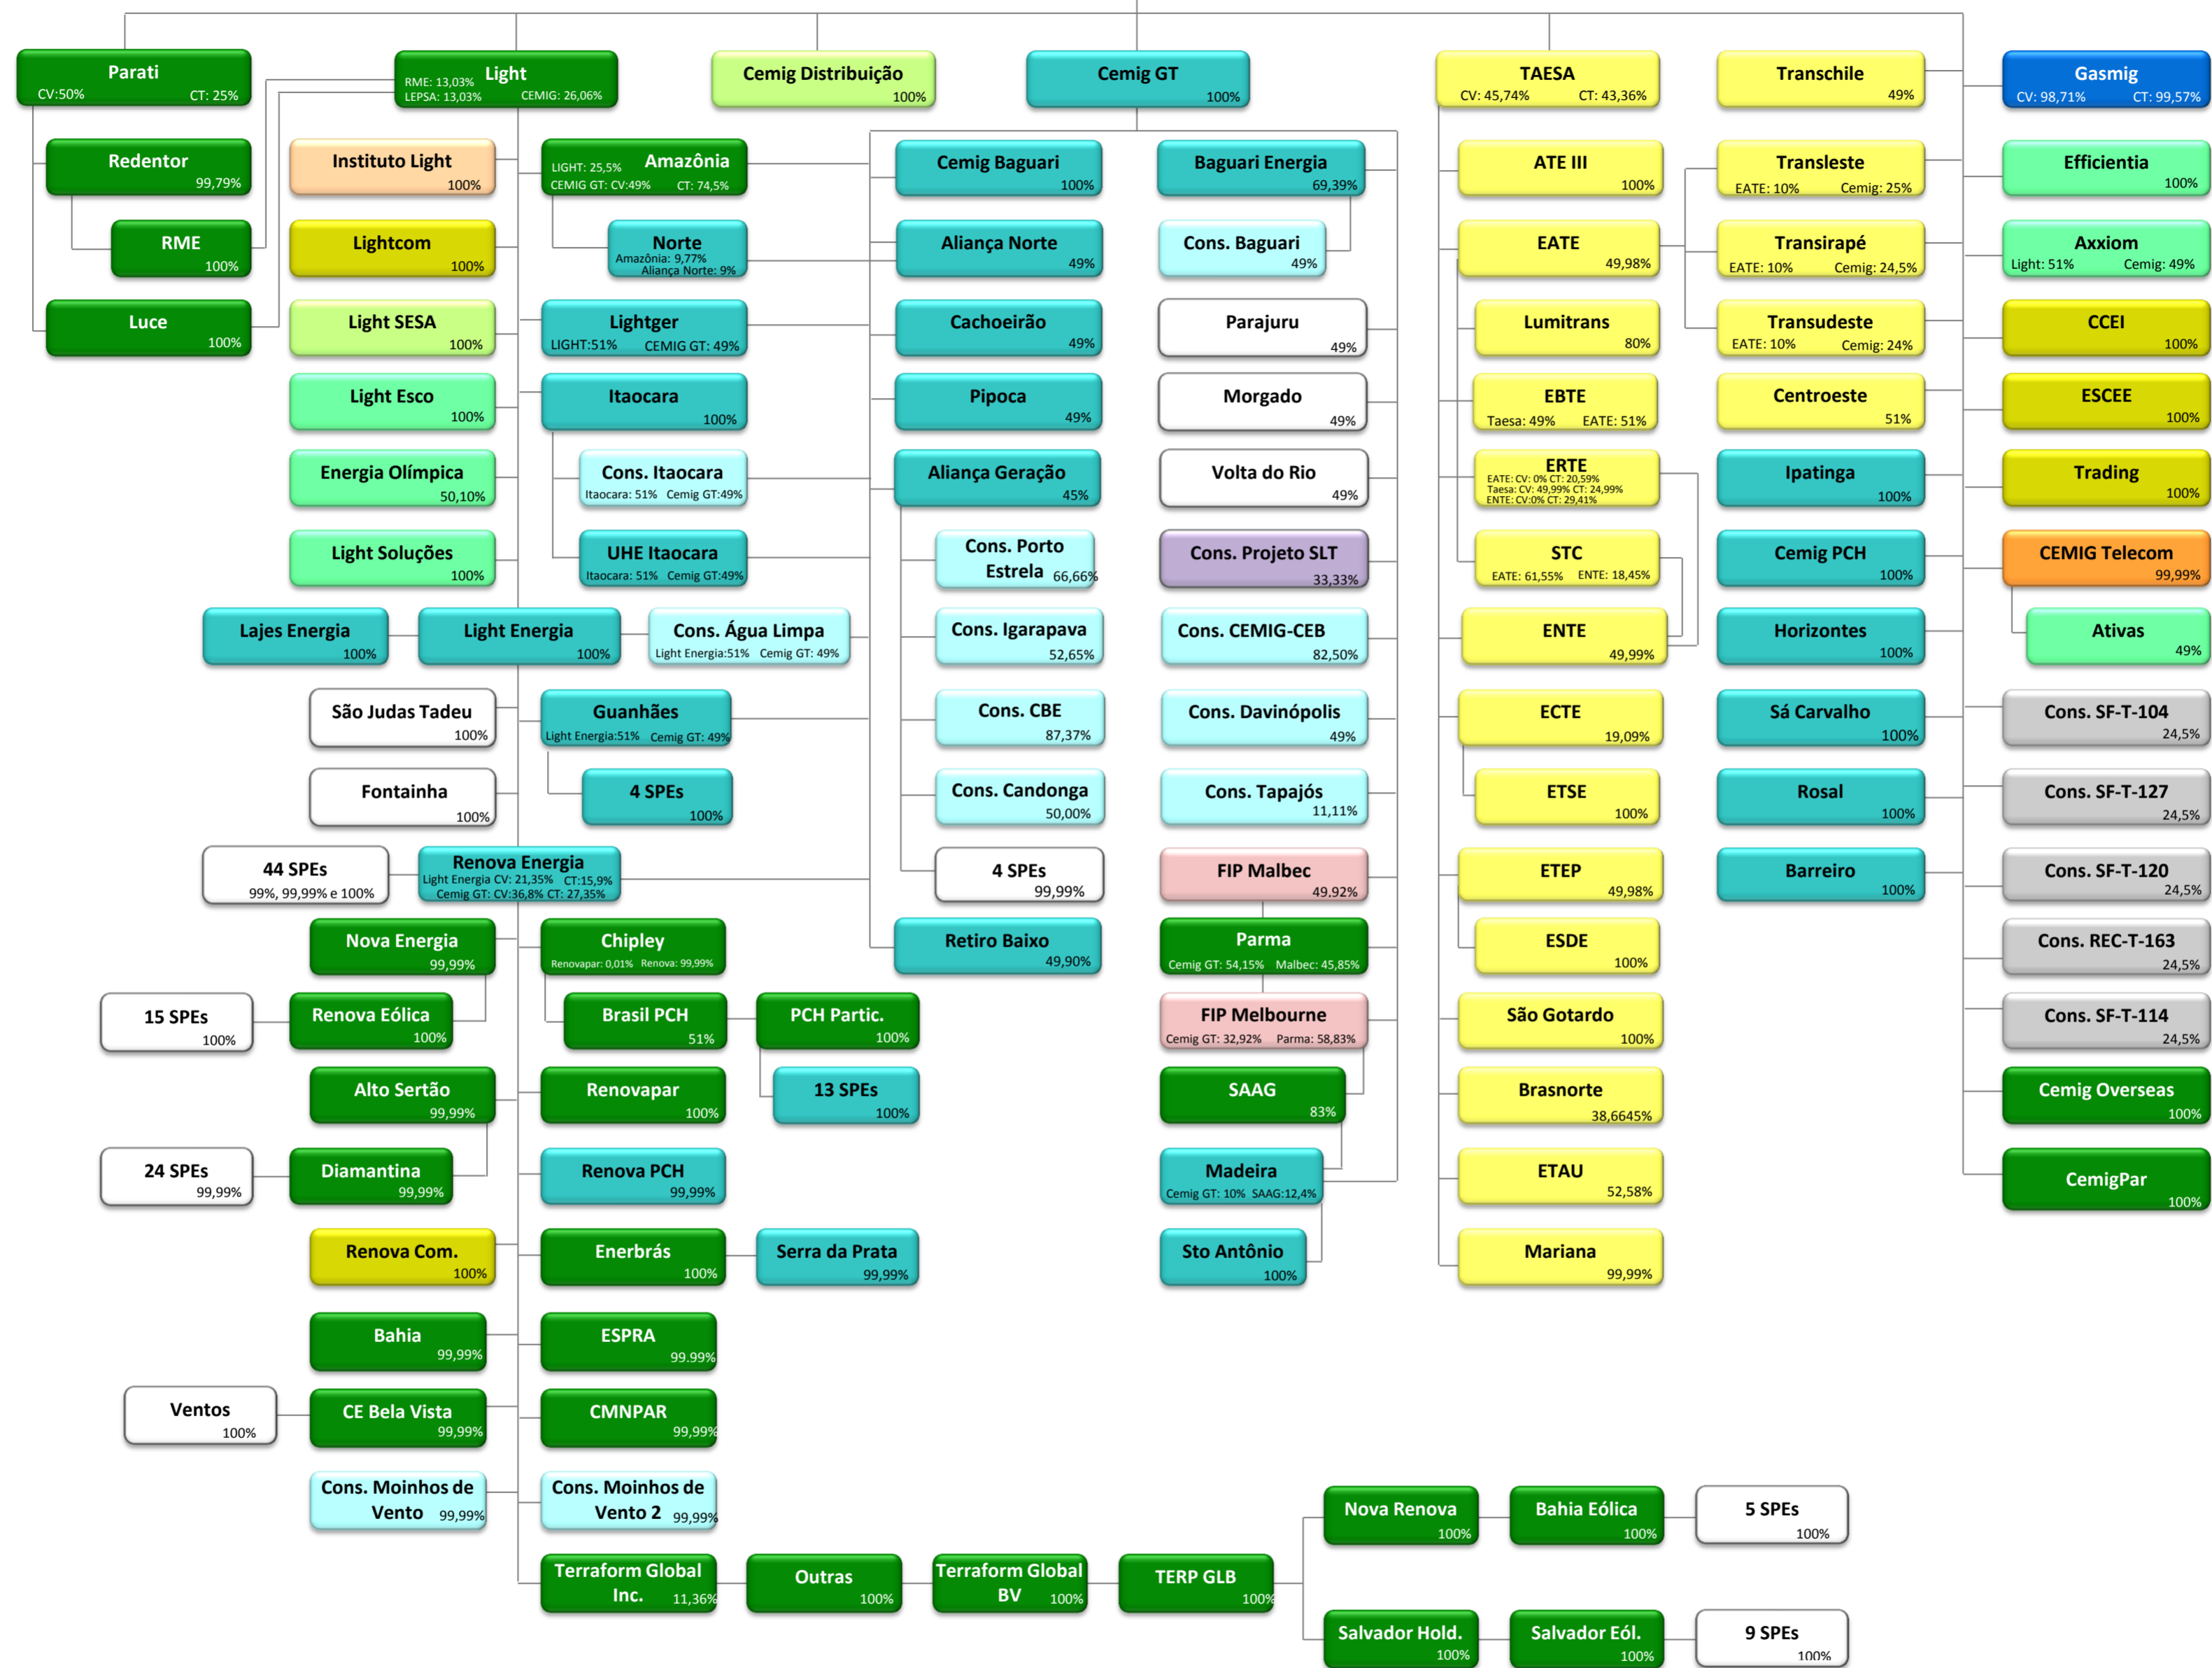 Parati
CV:50% CT: 25%
Light
RME: 13,03%
LEPSA: 13,03% CEMIG: 26,06%
Cemig Distribuição
100%
Cemig GT
100%
TAESA
CV: 45,74% CT: 43,36%
Transchile
49%
Gasmig
CV: 98,71% CT: 99,57%
Redentor
99,79%
Instituto Light
100%
Amazônia
LIGHT: 25,5%
CEMIG GT: CV:49% CT: 74,5%
Cemig Baguari
100%
Baguari Energia
69,39%
ATE III
100%
Transleste
EATE: 10% Cemig: 25%
Efficientia
100%
RME
100%
Lightcom
100%
Norte
Amazônia: 9,77%
Aliança Norte: 9%
Aliança Norte
49%
Cons. Baguari
49%
EATE
49,98%
Transirapé
EATE: 10% Cemig: 24,5%
Axxiom
Light: 51% Cemig: 49%
Luce
100%
Light SESA
100%
Lightger
LIGHT:51% CEMIG GT: 49%
Cachoeirão
49%
Parajuru
49%
Lumitrans
80%
Transudeste
EATE: 10% Cemig: 24%
CCEI
100%
Light Esco
100%
Itaocara
100%
Pipoca
49%
Morgado
49%
EBTE
Taesa: 49% EATE: 51%
Centroeste
51%
ESCEE
100%
Energia Olímpica
50,10%
Cons. Itaocara
Itaocara: 51% Cemig GT:49%
Aliança Geração
45%
Volta do Rio
49%
ERTE
EATE: CV: 0% CT: 20,59%
Taesa: CV: 49,99% CT: 24,99%
ENTE: CV:0% CT: 29,41%
Ipatinga
100%
Trading
100%
Light Soluções
100%
UHE Itaocara
Itaocara: 51% Cemig GT:49%
Cons. Porto
Estrela 66,66%
Cons. Projeto SLT
33,33%
STC
EATE: 61,55% ENTE: 18,45%
Cemig PCH
100%
CEMIG Telecom
99,99%
Lajes Energia
100%
Light Energia
100%
Cons. Água Limpa
Light Energia:51% Cemig GT: 49%
Cons. Igarapava
52,65%
Cons. CEMIG-CEB
82,50%
ENTE
49,99%
Horizontes
100%
Ativas
49%
São Judas Tadeu
100%
Guanhães
Light Energia:51% Cemig GT: 49%
Cons. CBE
87,37%
Cons. Davinópolis
49%
ECTE
19,09%
Sá Carvalho
100%
Cons. SF-T-104
24,5%
Fontainha
100%
4 SPEs
100%
Cons. Candonga
50,00%
Cons. Tapajós
11,11%
ETSE
100%
Rosal
100%
Cons. SF-T-127
24,5%
44 SPEs
99%, 99,99% e 100%
Renova Energia
Light Energia CV: 21,35% CT:15,9%
Cemig GT: CV:36,8% CT: 27,35%
4 SPEs
99,99%
FIP Malbec
49,92%
ETEP
49,98%
Barreiro
100%
Cons. SF-T-120
24,5%
Nova Energia
99,99%
Chipley
Renovapar: 0,01% Renova: 99,99%
Retiro Baixo
49,90%
Parma
Cemig GT: 54,15% Malbec: 45,85%
ESDE
100%
Cons. REC-T-163
24,5%
15 SPEs
100%
Renova Eólica
100%
Brasil PCH
51%
PCH Partic.
100%
FIP Melbourne
Cemig GT: 32,92% Parma: 58,83%
São Gotardo
100%
Cons. SF-T-114
24,5%
Alto Sertão
99,99%
Renovapar
100%
13 SPEs
100%
SAAG
83%
Brasnorte
38,6645%
Cemig Overseas
100%
24 SPEs
99,99%
Diamantina
99,99%
Renova PCH
99,99%
Madeira
Cemig GT: 10% SAAG:12,4%
ETAU
52,58%
CemigPar
100%
Renova Com.
100%
Enerbrás
100%
Serra da Prata
99,99%
Sto Antônio
100%
Mariana
99,99%
Bahia
99,99%
ESPRA
99.99%
Ventos
100%
CE Bela Vista
99,99%
CMNPAR
99,99%
Cons. Moinhos de
Vento 99,99%
Cons. Moinhos de
Vento 2 99,99%
Nova Renova
100%
Bahia Eólica
100%
5 SPEs
100%
Terraform Global
Inc. 11,36%
Outras
100%
Terraform Global
BV 100%
TERP GLB
100%
Salvador Hold.
100%
Salvador Eól.
100%
9 SPEs
100%